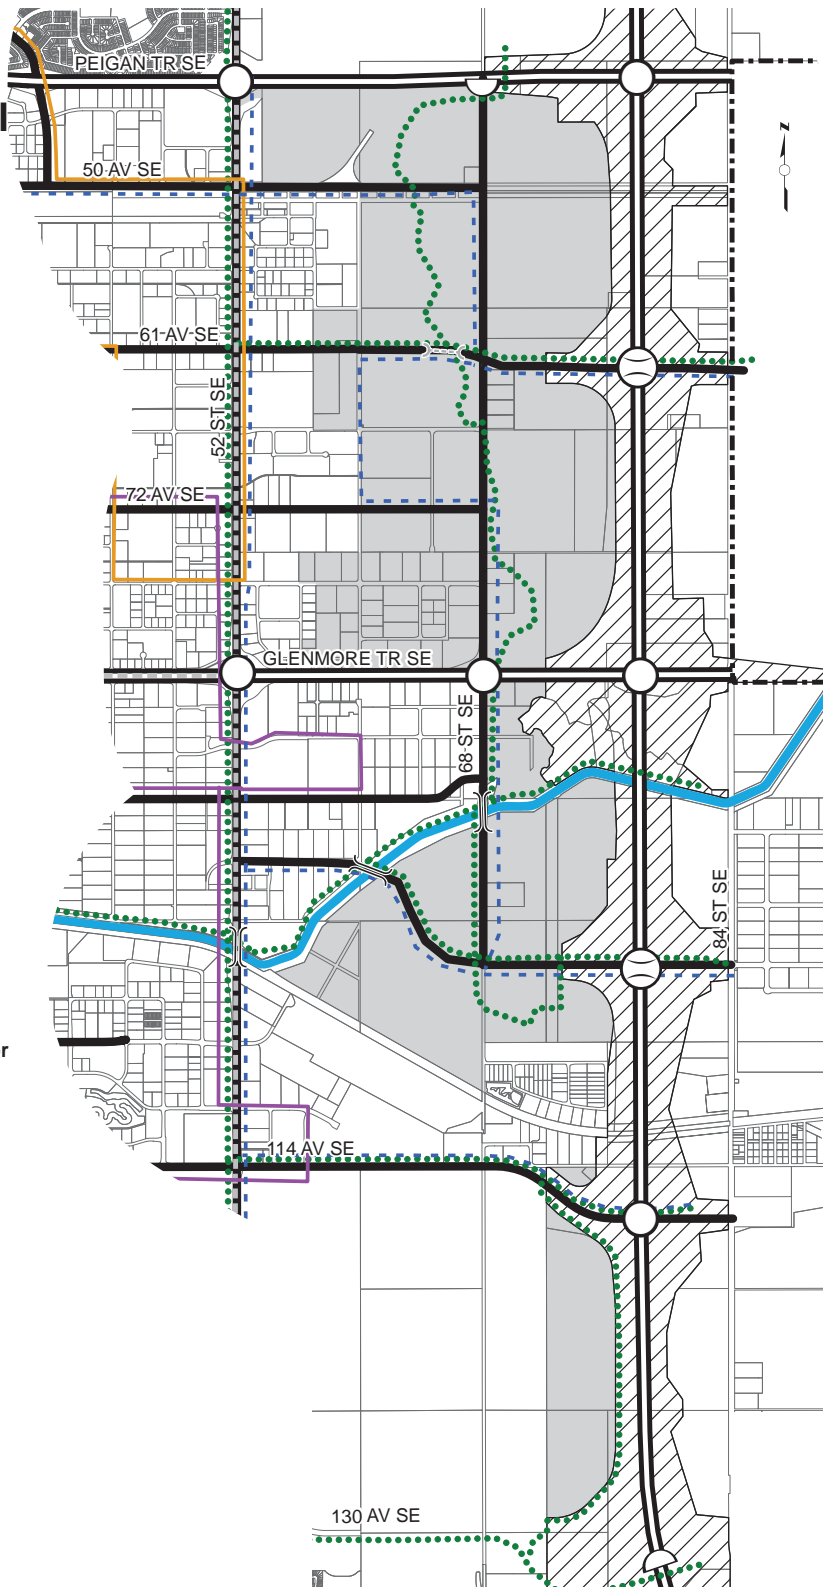 PEIGAN TR SE
N
50 AV SE
61 AV SE
52 ST SE
72 AV SE
GLENMORE TR SE
68 ST SE
84 ST SE
r
114 AV SE
130 AV SE